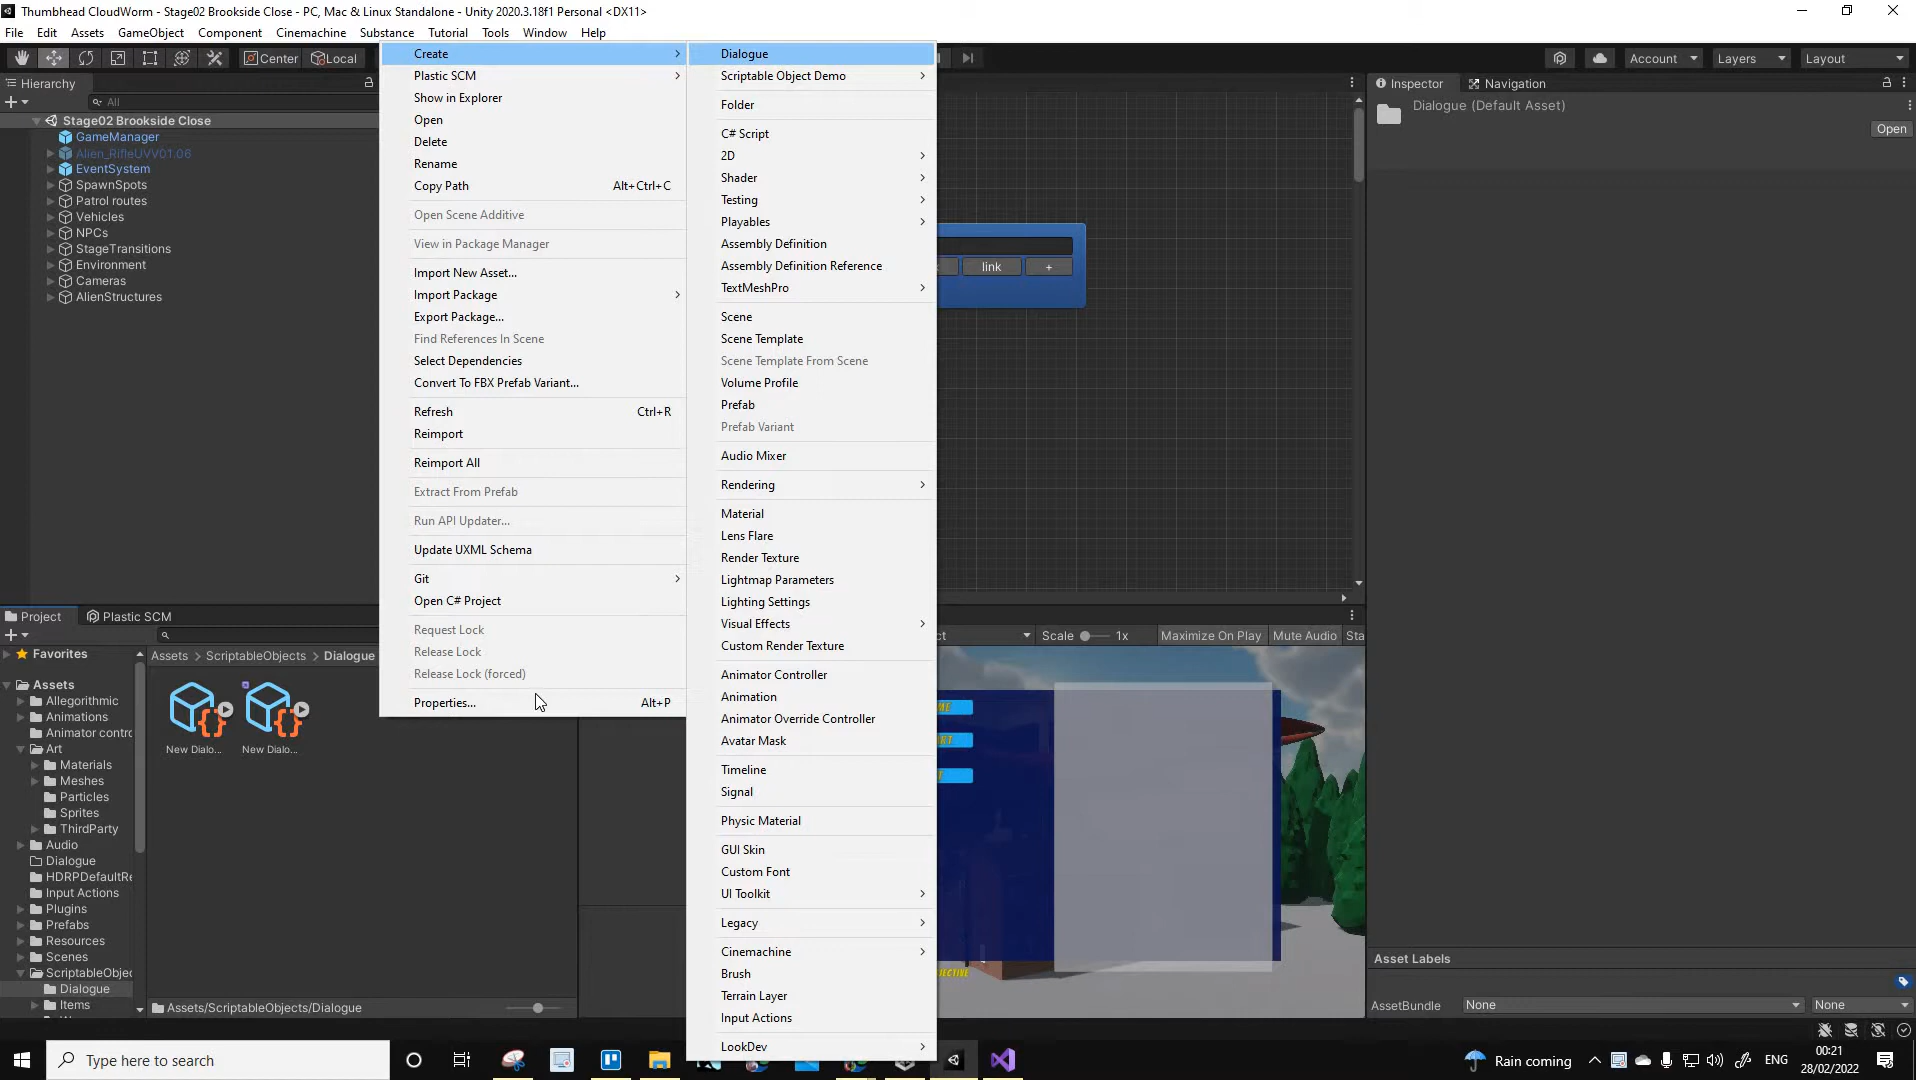 Thumbhead CloudWorm - Stage02 Brookside Close - PC, Mac & Linux Standalone - Unity 2020.3.18f1 Personal <DX11>
File Edit Assets GameObject Component Cinemachine Substance Tutorial Tools Window Help
Center Local
Account Layers Layout
Hierarchy
All
Stage02 Brookside Close
GameManager
Alien_RifleUVV01.06
EventSystem
SpawnSpots
Patrol routes
Vehicles
NPCs
StageTransitions
Environment
Cameras
AlienStructures
Create
Plastic SCM
Show in Explorer
Open
Delete
Rename
Copy Path Alt+Ctrl+C
Open Scene Additive
View in Package Manager
Import New Asset...
Import Package
Export Package...
Find References In Scene
Select Dependencies
Convert To FBX Prefab Variant...
Refresh Ctrl+R
Reimport
Reimport All
Extract From Prefab
Run API Updater...
Update UXML Schema
Git
Open C# Project
Request Lock
Release Lock
Release Lock (forced)
Properties... Alt+P
Dialogue
Scriptable Object Demo
Folder
C# Script
2D
Shader
Testing
Playables
Assembly Definition
Assembly Definition Reference
TextMeshPro
Scene
Scene Template
Scene Template From Scene
Volume Profile
Prefab
Prefab Variant
Audio Mixer
Rendering
Material
Lens Flare
Render Texture
Lightmap Parameters
Lighting Settings
Visual Effects
Custom Render Texture
Animator Controller
Animation
Animator Override Controller
Avatar Mask
Timeline
Signal
Physic Material
GUI Skin
Custom Font
UI Toolkit
Legacy
Cinemachine
Brush
Terrain Layer
Input Actions
LookDev
link +
Scale 1x Maximize On Play Mute Audio Sta
Inspector Navigation
Dialogue (Default Asset)
Open
Asset Labels
AssetBundle None None
Project Plastic SCM
Favorites
Assets
Allegorithmic
Animations
Animator contro
Art
Materials
Meshes
Particles
Sprites
ThirdParty
Audio
Dialogue
HDRPDefaultRe
Input Actions
Plugins
Prefabs
Resources
Scenes
ScriptableObjec
Dialogue
Items
Assets > ScriptableObjects > Dialogue
New Dialo... New Dialo...
Assets/ScriptableObjects/Dialogue
Type here to search
Rain coming
ENG
00:21
28/02/2022